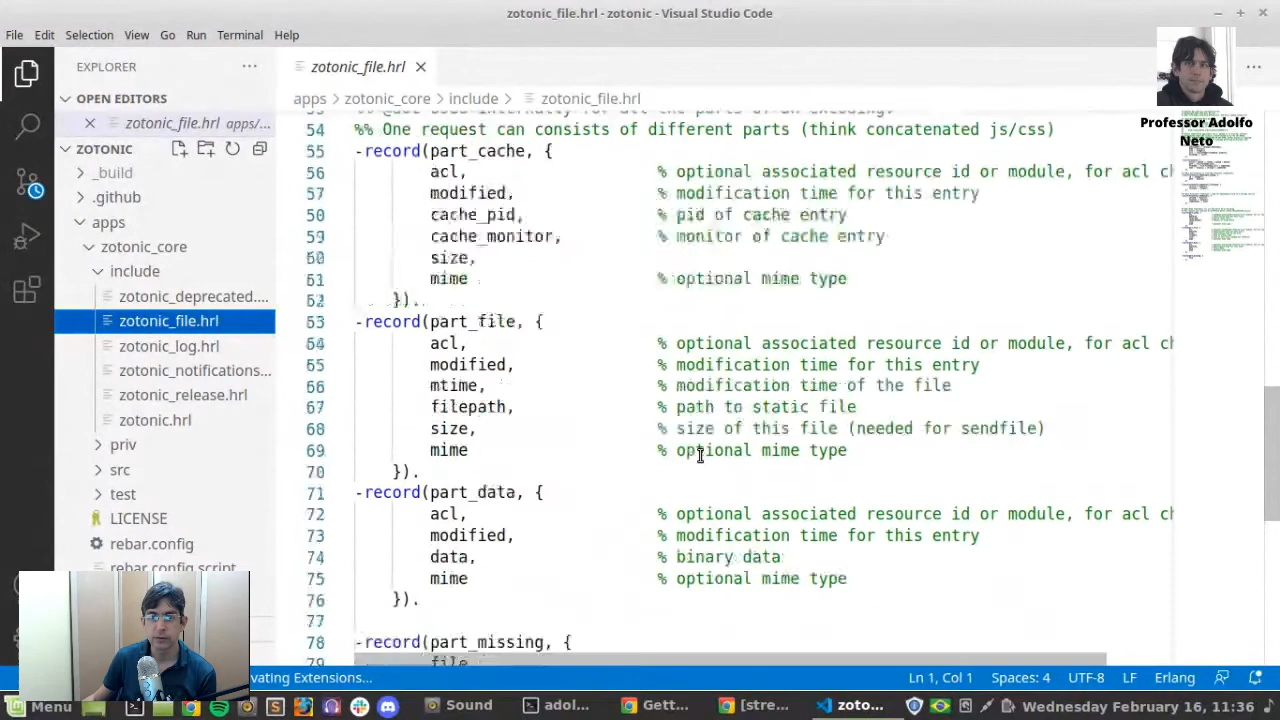 zotonic_file.hrl - zotonic - Visual Studio Code
File Edit Selection View Go Run Terminal Help
EXPLORER
zotonic_file.hrl
OPEN EDITORS
zotonic_file.hrl apps/...
ZOTONIC
_build
.github
apps
zotonic_core
include
zotonic_deprecated....
zotonic_file.hrl
zotonic_log.hrl
zotonic_notifications...
zotonic_release.hrl
zotonic.hrl
priv
src
test
LICENSE
rebar.config
rebar.config.script
apps > zotonic_core > include > zotonic_file.hrl
54 %% One request can consists of different parts (think concatenated js/css)
55 -record(part_cache, {
56 acl, % optional associated resource id or module, for acl ch
57 modified, % modification time for this entry
cache_pid, % pid of cache entry
59 cache_monitor, % monitor of cache entry
size,
mime % optional mime type
}).
-record(part_file, {
acl, % optional associated resource id or module, for acl ch
modified, % modification time for this entry
66 mtime, % modification time of the file
67 filepath, % path to static file
68 size, % size of this file (needed for sendfile)
69 mime % optional mime type
70 }).
71 -record(part_data, {
72 acl, % optional associated resource id or module, for acl ch
73 modified, % modification time for this entry
74 data, % binary data
75 mime % optional mime type
76 }).
77
78 -record(part_missing, {
79 file
Professor Adolfo
Neto
vating Extensions...
Ln 1, Col 1 Spaces: 4 UTF-8 LF Erlang
Menu Sound adol... Gett... [stre... zoto... Wednesday February 16, 11:36